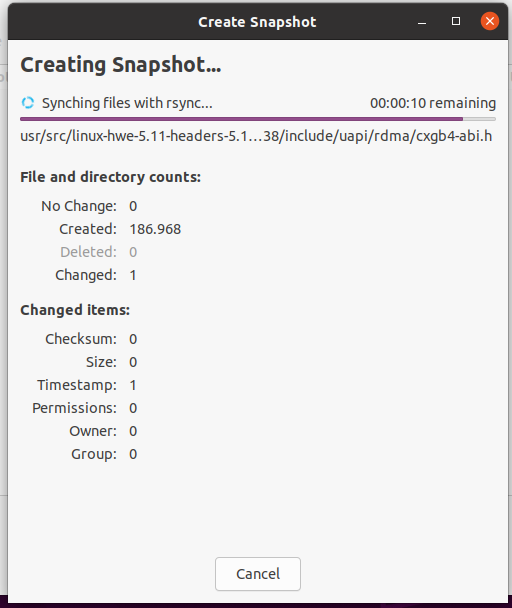 Create Snapshot
Creating Snapshot...
Synching files with rsync... 00:00:10 remaining
usr/src/linux-hwe-5.11-headers-5.1...38/include/uapi/rdma/cxgb4-abi.h
File and directory counts:
No Change: 0
Created: 186.968
Deleted: 0
Changed: 1
Changed items:
Checksum: 0
Size: 0
Timestamp: 1
Permissions: 0
Owner: 0
Group: 0
Cancel